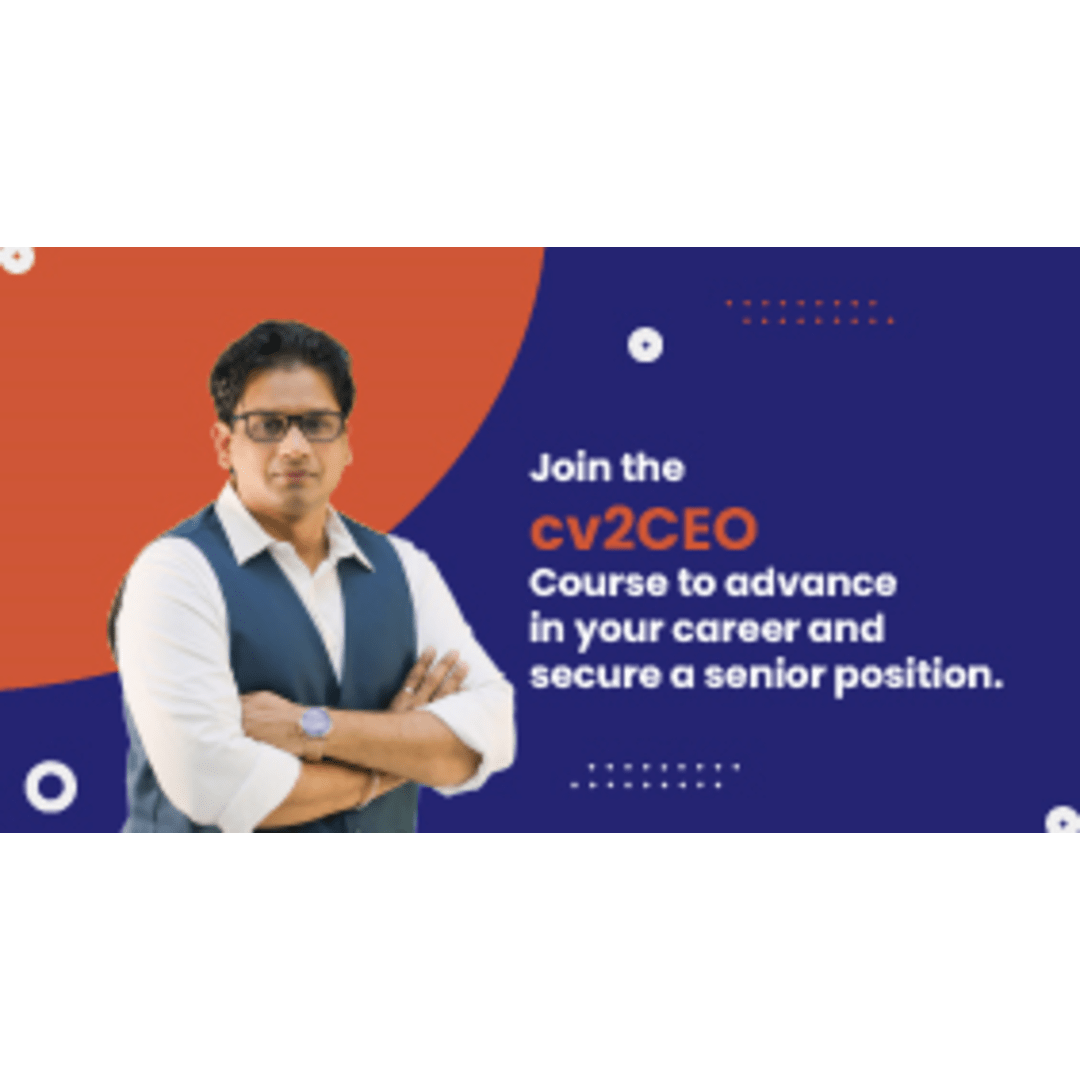 Join the
cv2CEO
Course to advance
in your career and
secure a senior position.